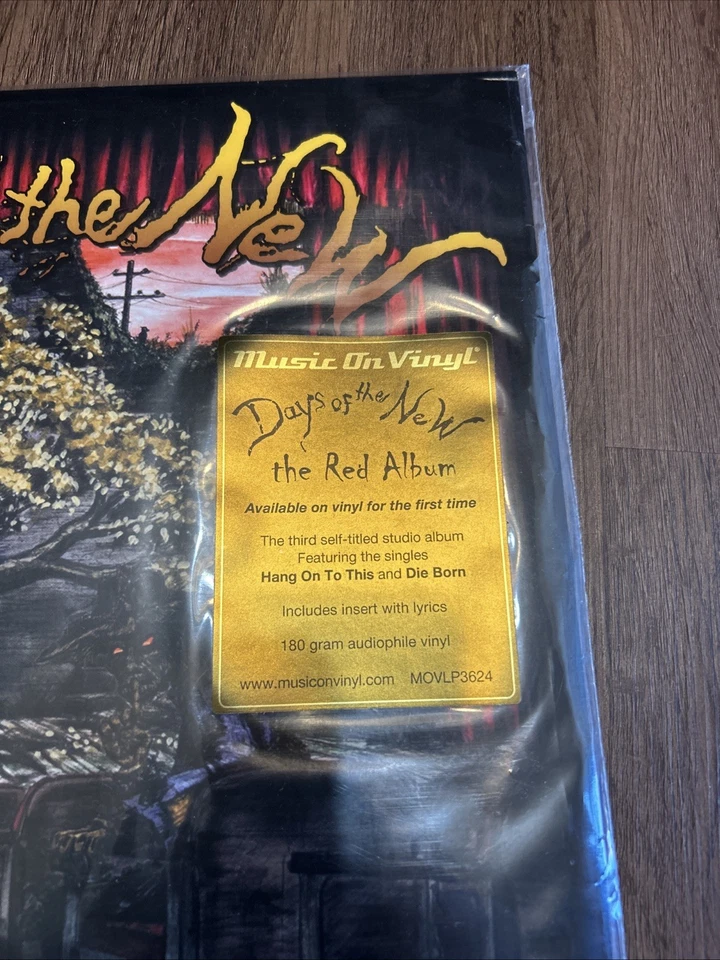 the New
Music On Vinyl®
Days of the New
the Red Album
Available on vinyl for the first time
The third self-titled studio album
Featuring the singles
Hang On To This and Die Born
Includes insert with lyrics
180 gram audiophile vinyl
www.musiconvinyl.com MOVLP3624